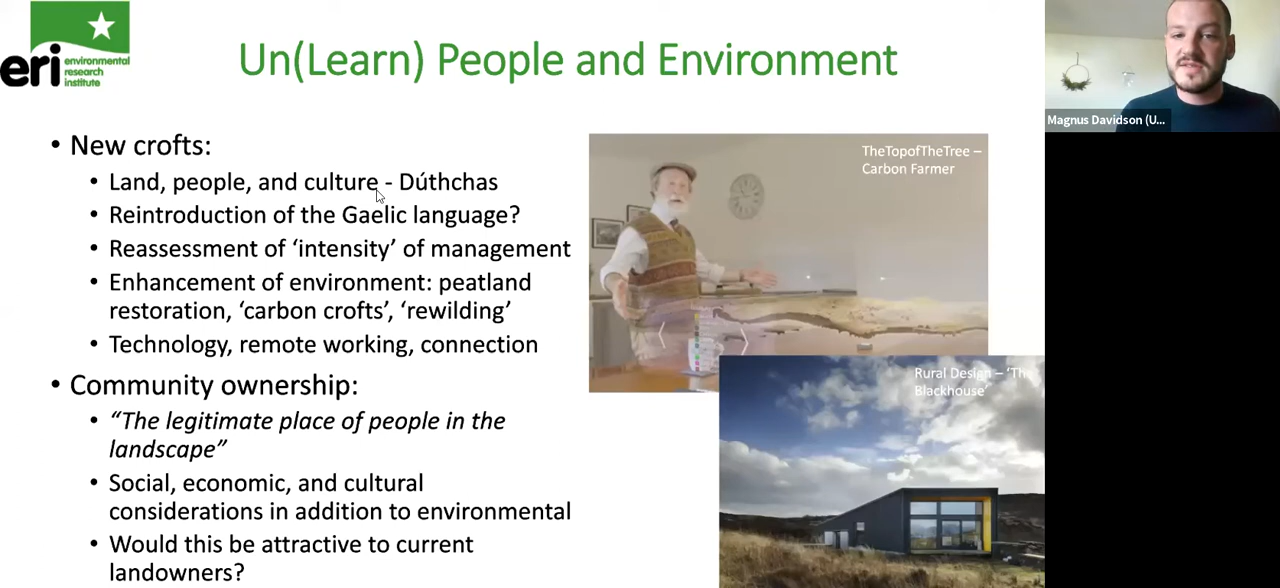 eri environmental
research
institute
Un(Learn) People and Environment
Magnus Davidson (U...
• New crofts:
• Land, people, and culture - Dúthchas
• Reintroduction of the Gaelic language?
• Reassessment of ‘intensity’ of management
• Enhancement of environment: peatland
restoration, ‘carbon crofts’, ‘rewilding’
• Technology, remote working, connection
• Community ownership:
• “The legitimate place of people in the
landscape”
• Social, economic, and cultural
considerations in addition to environmental
• Would this be attractive to current
landowners?
TheTopofTheTree –
Carbon Farmer
Rural Design – ‘The
Blackhouse’